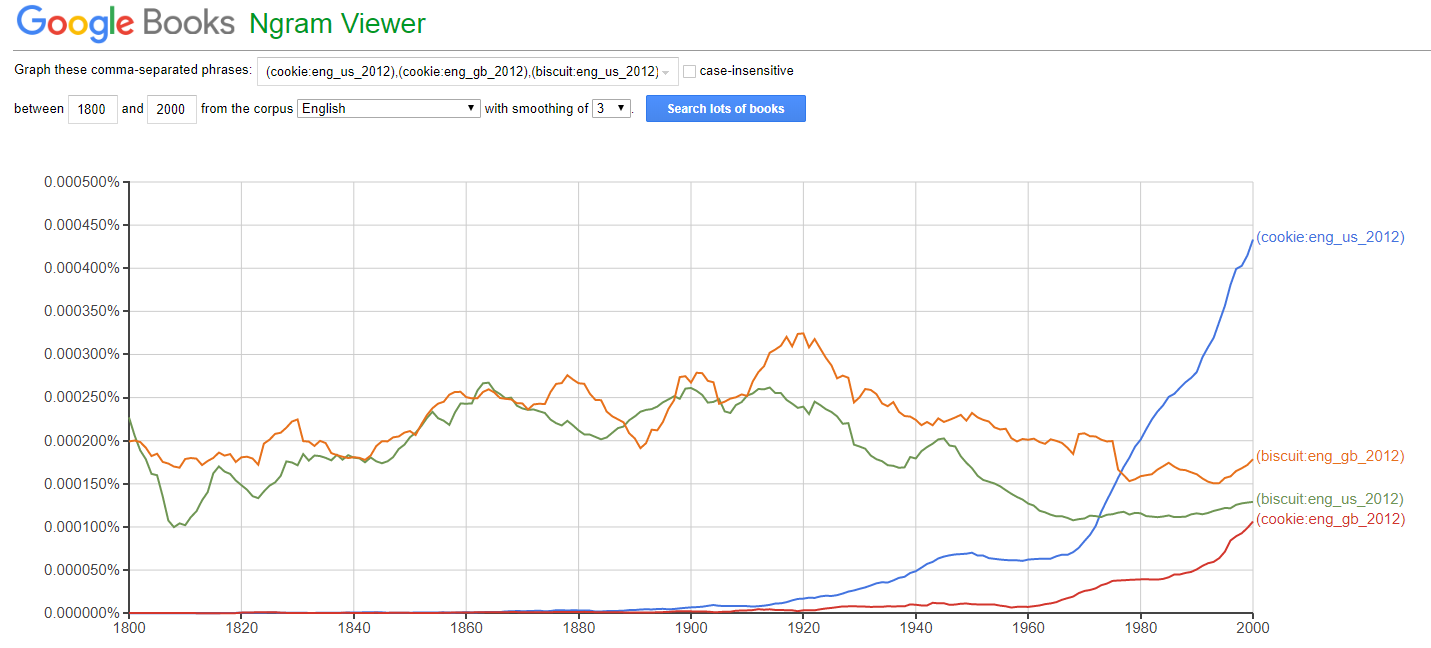 Google Books Ngram Viewer
Graph these comma-separated phrases: (cookie:eng_us_2012),(cookie:eng_gb_2012),(biscuit:eng_us_2012) case-insensitive
between 1800 and 2000 from the corpus English with smoothing of 3 . Search lots of books
0.000500%
0.000450%
(cookie:eng_us_2012)
0.000400%
0.000350%
0.000300%
0.000250%
0.000200%
(biscuit:eng_gb_2012)
0.000150%
(biscuit:eng_us_2012)
0.000100%
(cookie:eng_gb_2012)
0.000050%
0.000000%
1800 1820 1840 1860 1880 1900 1920 1940 1960 1980 2000